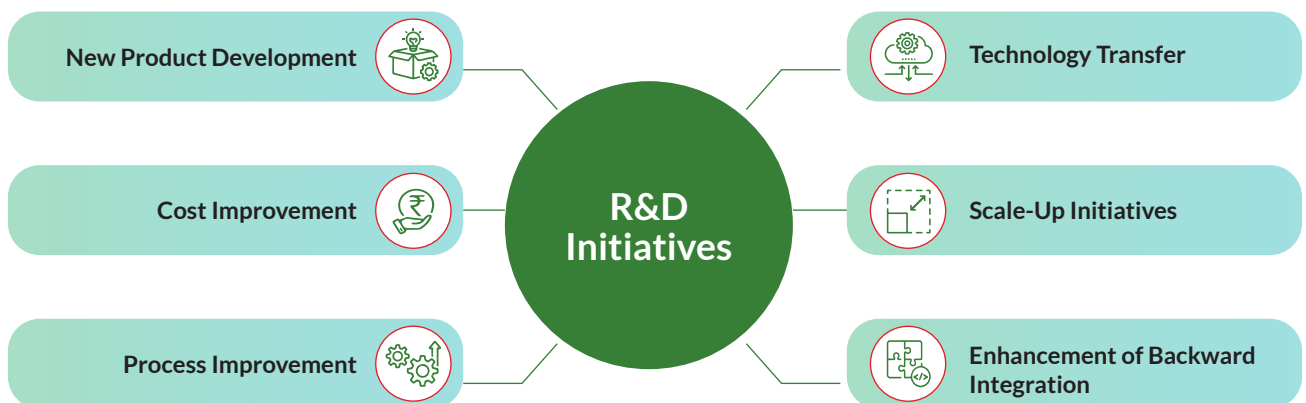 New Product Development
Cost Improvement
Process Improvement
R&D
Initiatives
Technology Transfer
Scale-Up Initiatives
Enhancement of Backward
Integration